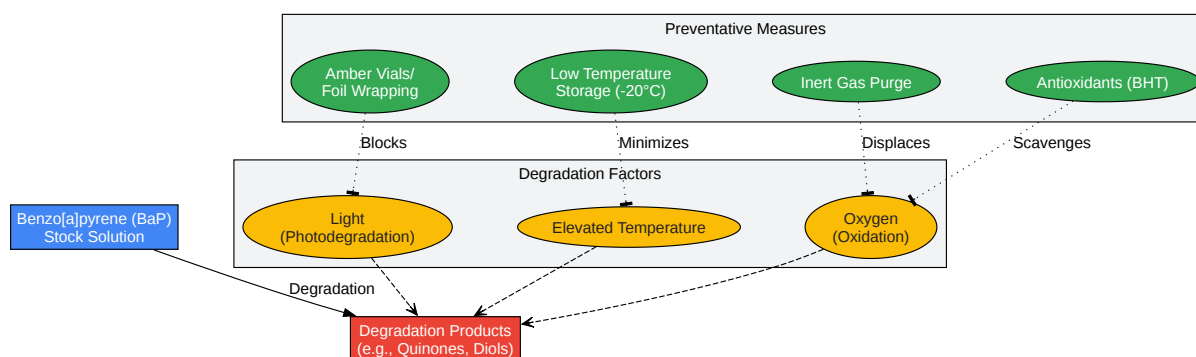 Preventative Measures
Amber Vials/
Foil Wrapping
Low Temperature
Storage (-20°C)
Inert Gas Purge
Antioxidants (BHT)
Blocks
Minimizes
Displaces
Scavenges
Degradation Factors
Benzo[a]pyrene (BaP)
Stock Solution
Light
(Photodegradation)
Elevated Temperature
Oxygen
(Oxidation)
Degradation
Degradation Products
(e.g., Quinones, Diols)